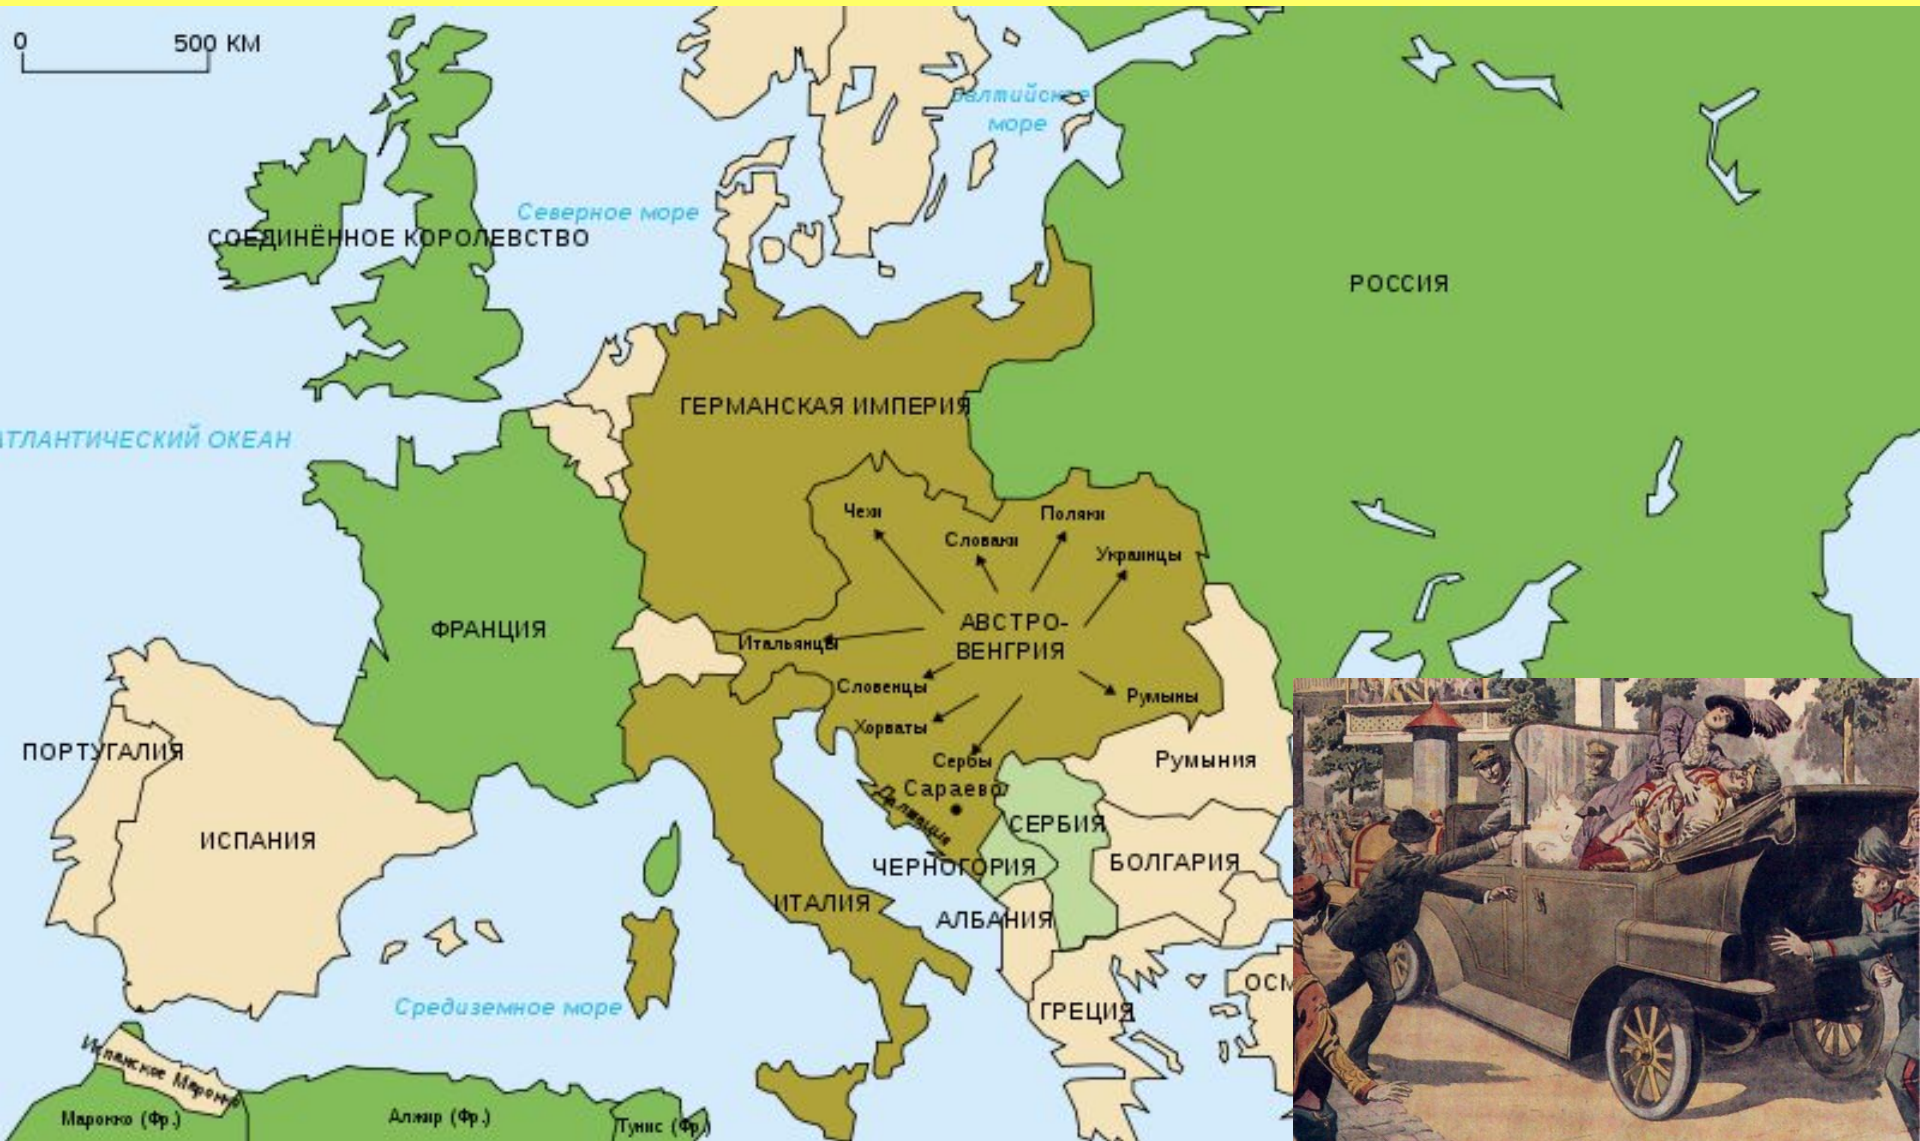 0 500 КМ
Балтийское
море
Северное море
СОЕДИНЁННОЕ КОРОЛЕВСТВО
РОССИЯ
ГЕРМАНСКАЯ ИМПЕРИЯ
АТЛАНТИЧЕСКИЙ ОКЕАН
Чехи
Поляки
Словаки
Украинцы
ФРАНЦИЯ
АВСТРО-
ВЕНГРИЯ
Итальянцы
Словенцы
Румыны
Хорваты
ПОРТУГАЛИЯ
Сербы
Румыния
Сараево
Далмация
СЕРБИЯ
ИСПАНИЯ
ЧЕРНОГОРИЯ
БОЛГАРИЯ
ИТАЛИЯ
АЛБАНИЯ
ОСМ
Средиземное море
ГРЕЦИЯ
Испанское Марокко
Марокко (Фр.)
Алжир (Фр.)
Тунис (Фр.)